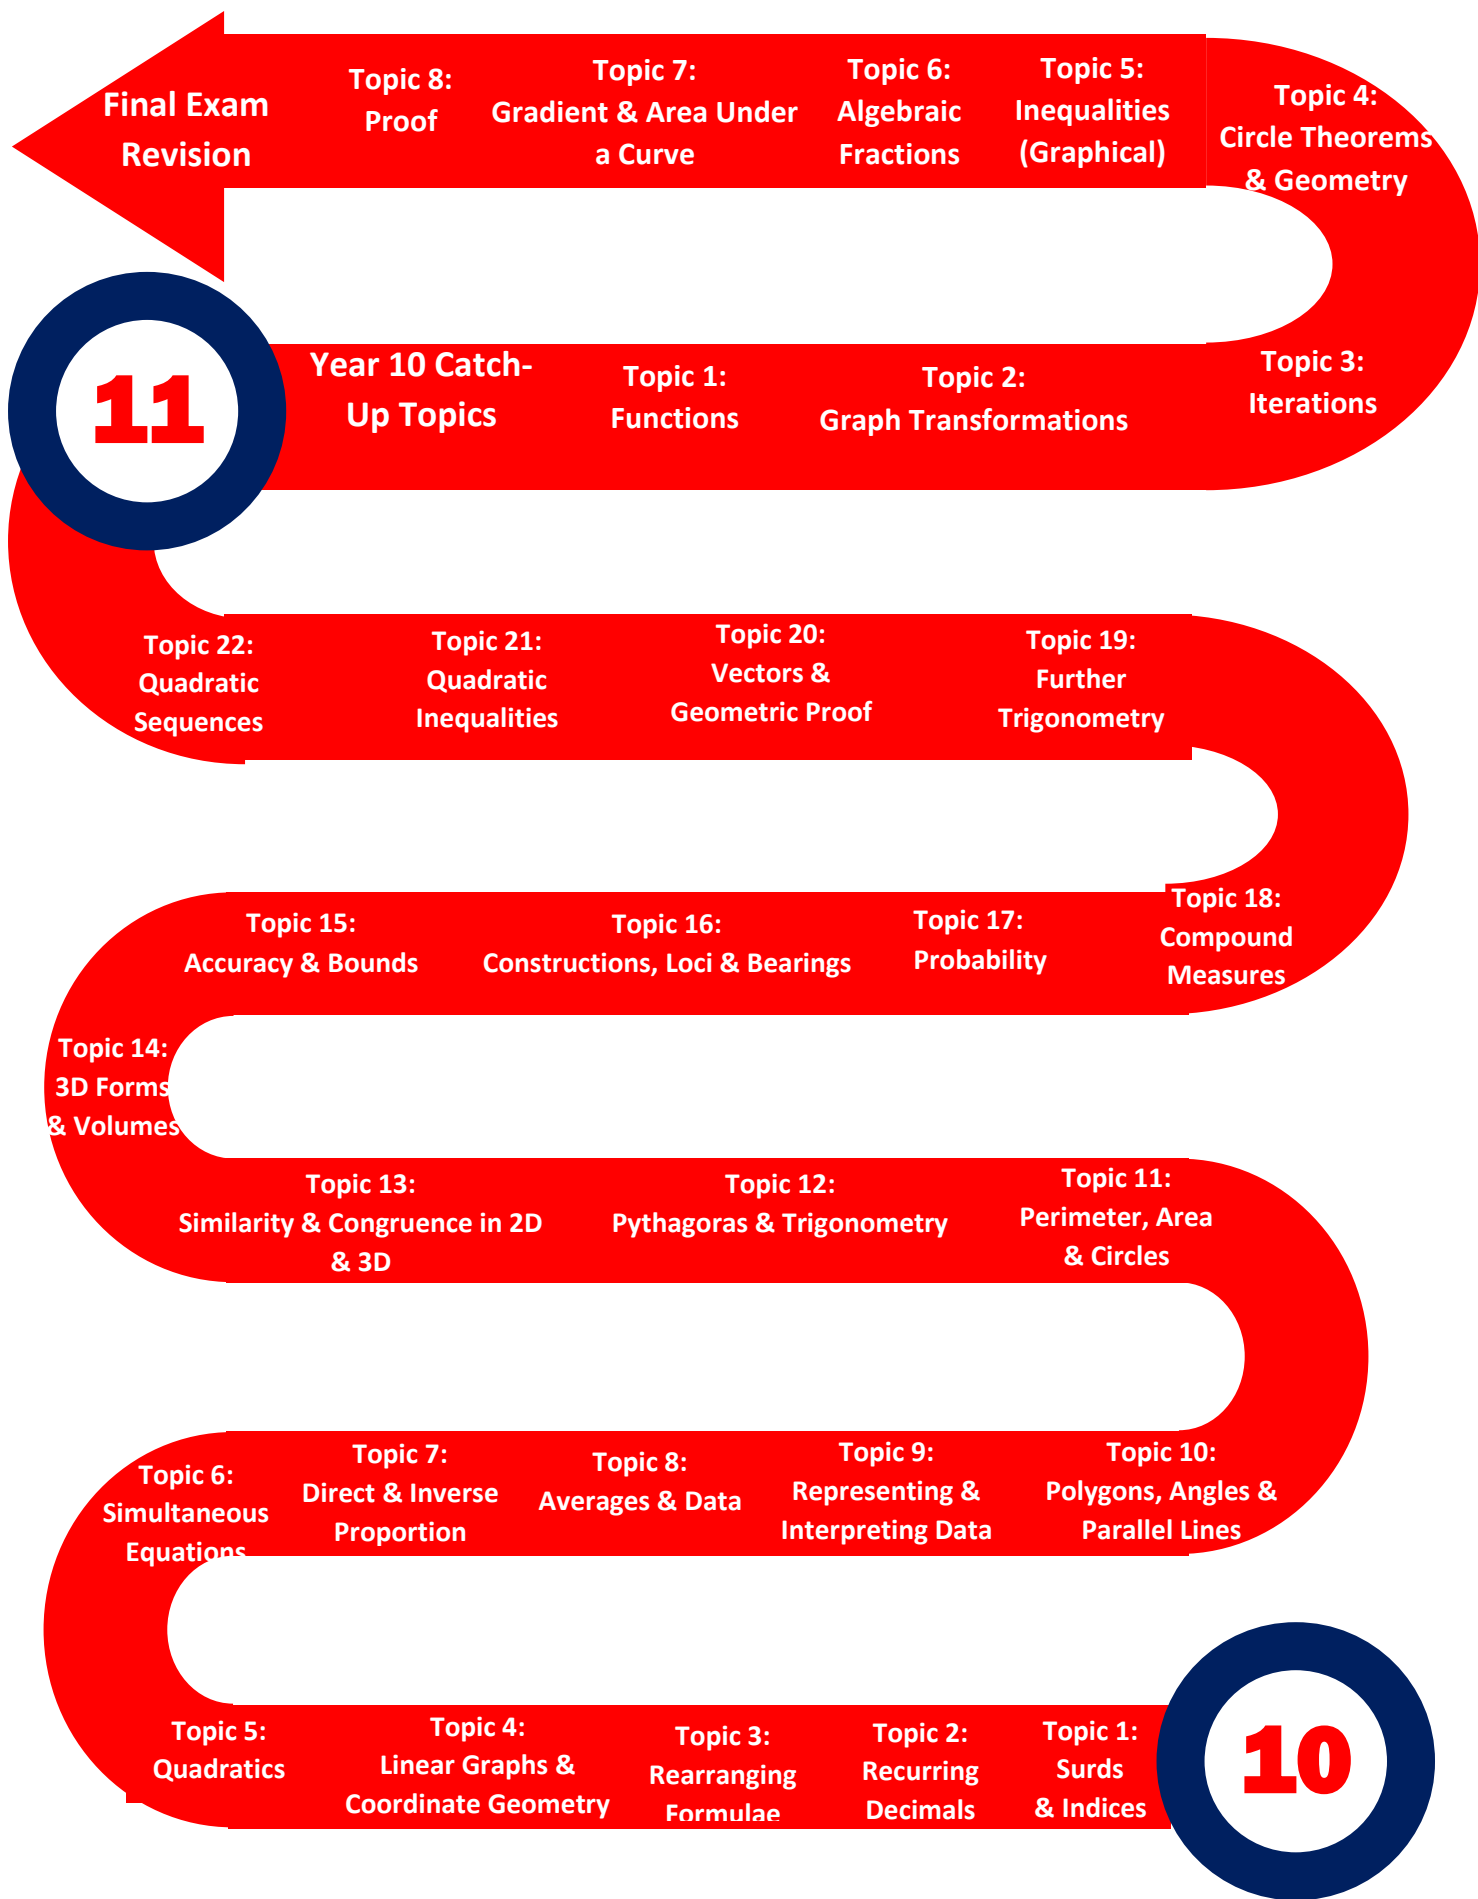 Final Exam
Revision
Topic 8:
Proof
Topic 7:
Gradient & Area Under
a Curve
Topic 6:
Algebraic
Fractions
Topic 5:
Inequalities
(Graphical)
Topic 4:
Circle Theorems
& Geometry
11
Year 10 Catch-
Up Topics
Topic 1:
Functions
Topic 2:
Graph Transformations
Topic 3:
Iterations
Topic 22:
Quadratic
Sequences
Topic 21:
Quadratic
Inequalities
Topic 20:
Vectors &
Geometric Proof
Topic 19:
Further
Trigonometry
Topic 15:
Accuracy & Bounds
Topic 16:
Constructions, Loci & Bearings
Topic 17:
Probability
Topic 18:
Compound
Measures
Topic 14:
3D Forms
& Volumes
Topic 13:
Similarity & Congruence in 2D
& 3D
Topic 12:
Pythagoras & Trigonometry
Topic 11:
Perimeter, Area
& Circles
Topic 6:
Simultaneous
Equations
Topic 7:
Direct & Inverse
Proportion
Topic 8:
Averages & Data
Topic 9:
Representing &
Interpreting Data
Topic 10:
Polygons, Angles &
Parallel Lines
Topic 5:
Quadratics
Topic 4:
Linear Graphs &
Coordinate Geometry
Topic 3:
Rearranging
Formulae
Topic 2:
Recurring
Decimals
Topic 1:
Surds
& Indices
10